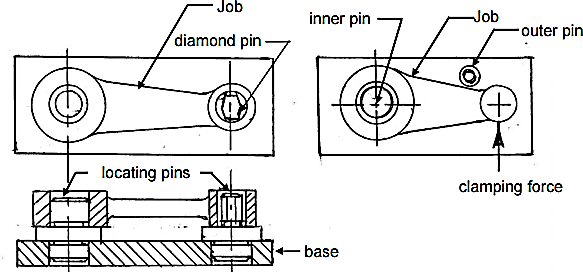 Job
diamond pin
inner pin
Job
outer pin
clamping force
locating pins
base